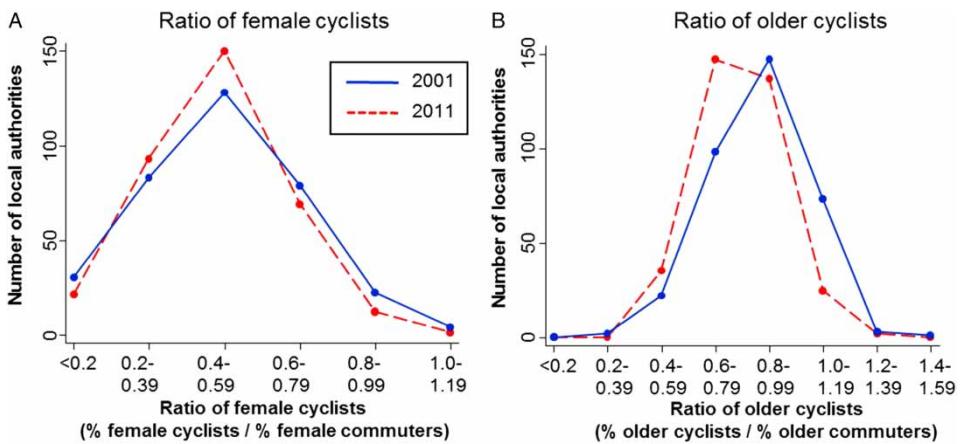 A
Ratio of female cyclists
Number of local authorities
150
100
50
0
2001
2011
<0.2 0.2- 0.4- 0.6- 0.8- 1.0-
0.39 0.59 0.79 0.99 1.19
Ratio of female cyclists
(% female cyclists / % female commuters)
B
Ratio of older cyclists
Number of local authorities
150
100
50
0
<0.2 0.2- 0.4- 0.6- 0.8- 1.0- 1.2- 1.4-
0.39 0.59 0.79 0.99 1.19 1.39 1.59
Ratio of older cyclists
(% older cyclists / % older commuters)